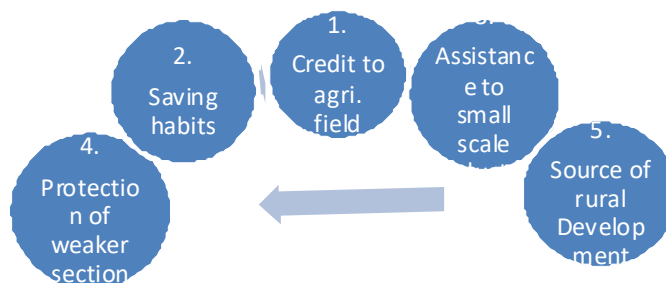 1.
Credit to
agri.
field
2.
Saving
habits
3.
Assistanc
e to
small
scale
4.
Protectio
n of
weaker
section
5.
Source of
rural
Develop
ment